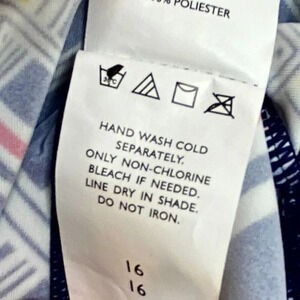 % POLIESTER
30°C
HAND WASH COLD
SEPARATELY.
ONLY NON-CHLORINE
BLEACH IF NEEDED.
LINE DRY IN SHADE.
DO NOT IRON.
16
16